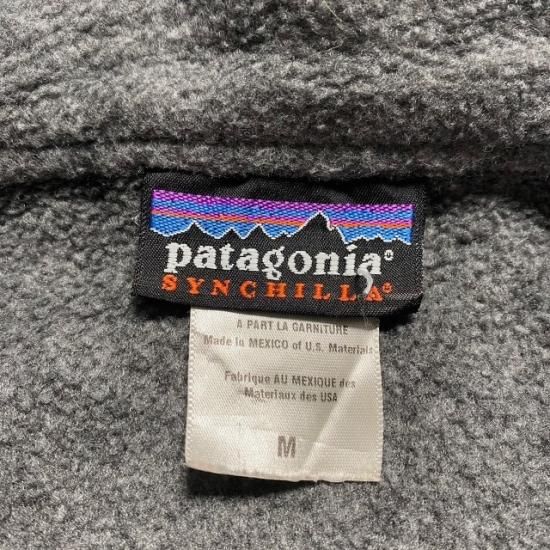 patagonia®
SYNCHILLA®
A PART LA GARNITURE
Made in MEXICO of U.S. Materials
Fabrique AU MEXIQUE des
Materiaux des USA
M